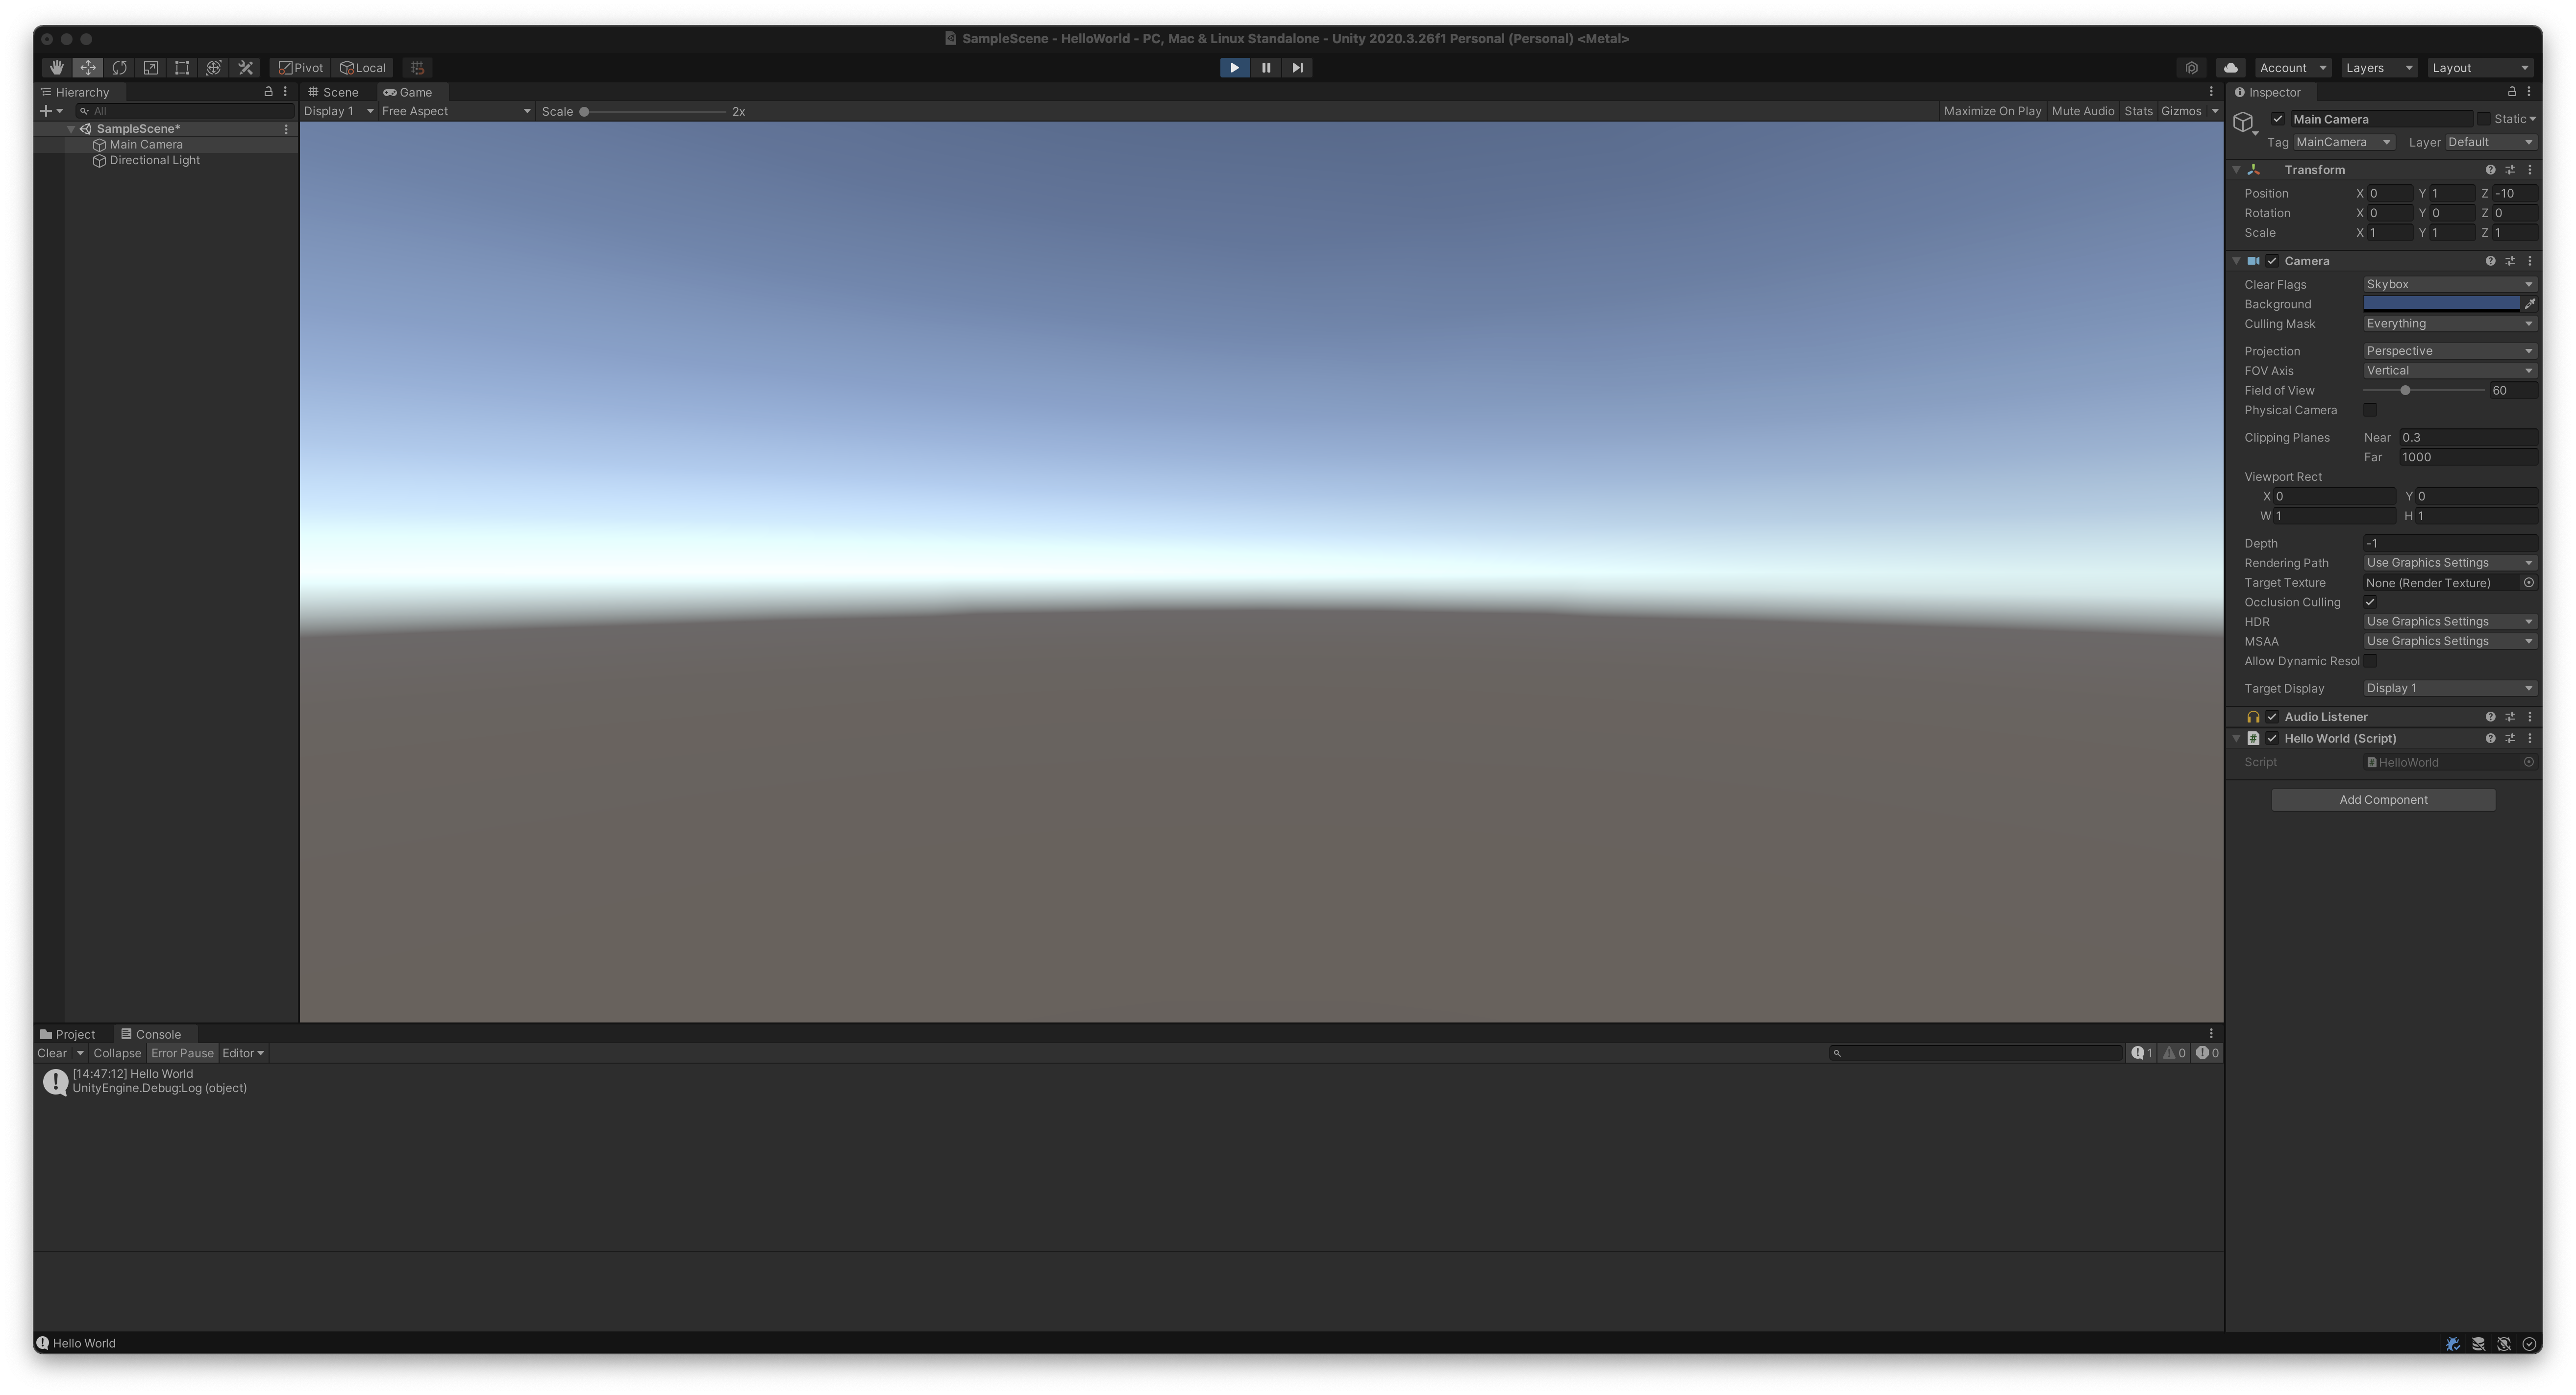 SampleScene - HelloWorld - PC, Mac & Linux Standalone - Unity 2020.3.26f1 Personal (Personal) <Metal>
Pivot Local Account Layers Layout
Hierarchy
All
SampleScene*
Main Camera
Directional Light
Scene Game
Display 1 Free Aspect Scale 2x Maximize On Play Mute Audio Stats Gizmos
Inspector
Main Camera Static
Tag MainCamera Layer Default
Transform
Position X 0 Y 1 Z -10
Rotation X 0 Y 0 Z 0
Scale X 1 Y 1 Z 1
Camera
Clear Flags Skybox
Background
Culling Mask Everything
Projection Perspective
FOV Axis Vertical
Field of View 60
Physical Camera
Clipping Planes Near 0.3
Far 1000
Viewport Rect
X 0 Y 0
W 1 H 1
Depth -1
Rendering Path Use Graphics Settings
Target Texture None (Render Texture)
Occlusion Culling
HDR Use Graphics Settings
MSAA Use Graphics Settings
Allow Dynamic Resol
Target Display Display 1
Audio Listener
# Hello World (Script)
Script HelloWorld
Add Component
Project Console
Clear Collapse Error Pause Editor 1 0 0
[14:47:12] Hello World
UnityEngine.Debug:Log (object)
Hello World